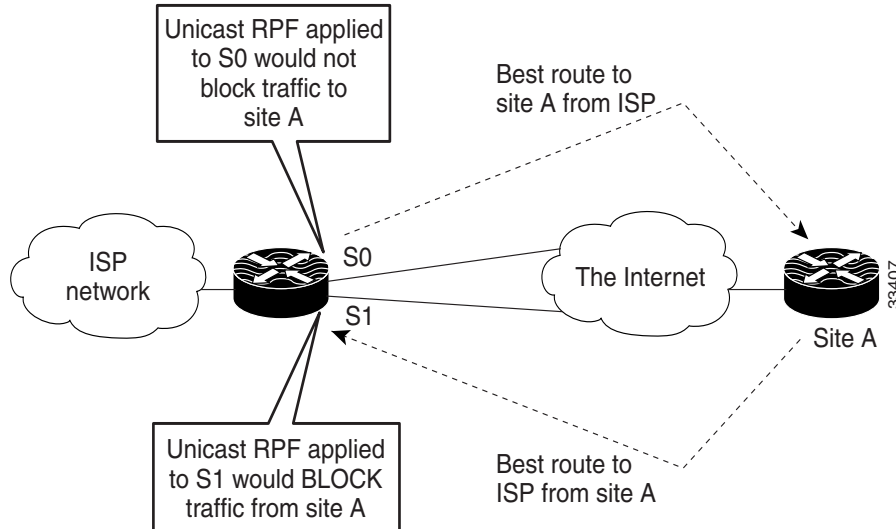 Unicast RPF applied
to S0 would not
block traffic to
site A
Best route to
site A from ISP
ISP
network
S0
S1
The Internet
Site A
33407
Unicast RPF applied
to S1 would BLOCK
traffic from site A
Best route to
ISP from site A